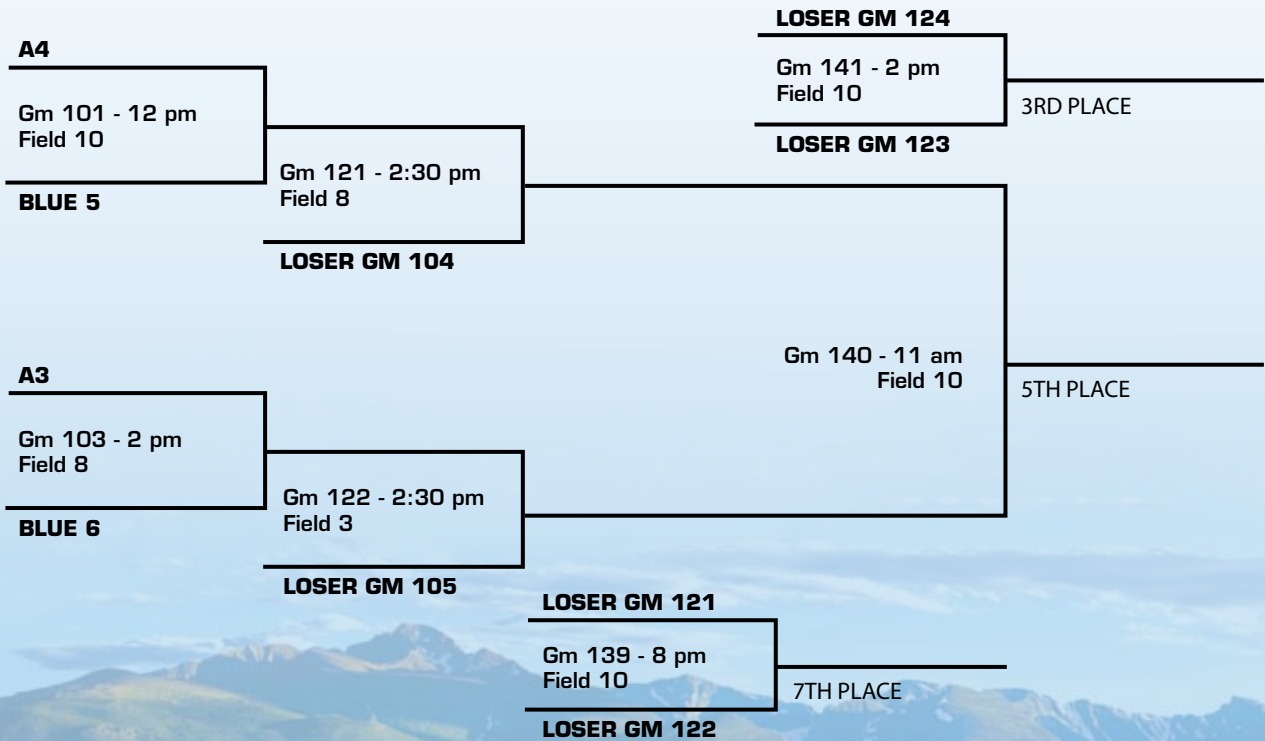 LOSER GM 124
A4
Gm 141 - 2 pm
Field 10
3RD PLACE
Gm 101 - 12 pm
Field 10
LOSER GM 123
Gm 121 - 2:30 pm
Field 8
BLUE 5
LOSER GM 104
Gm 140 - 11 am
Field 10
A3
5TH PLACE
Gm 103 - 2 pm
Field 8
Gm 122 - 2:30 pm
Field 3
BLUE 6
LOSER GM 105
LOSER GM 121
Gm 139 - 8 pm
Field 10
7TH PLACE
LOSER GM 122